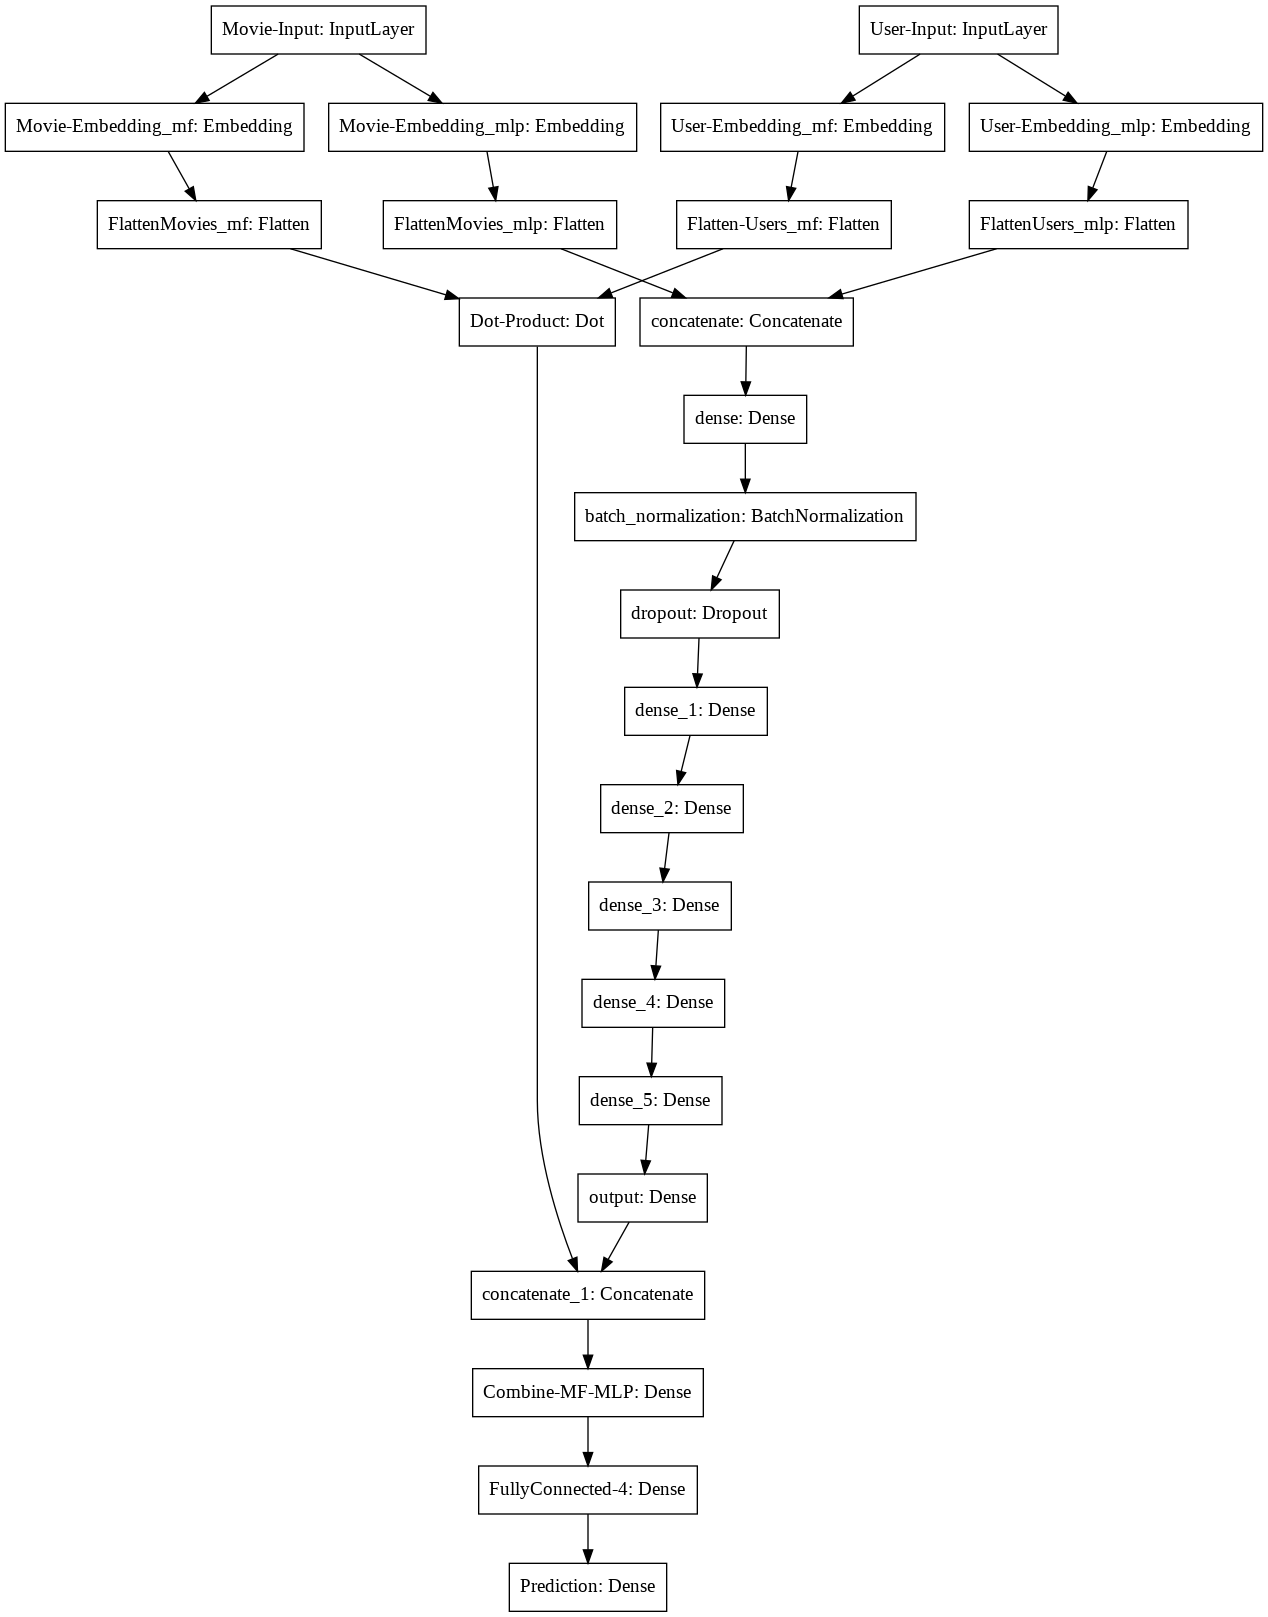 Movie-Input: InputLayer
User-Input: InputLayer
Movie-Embedding_mf: Embedding
Movie-Embedding_mlp: Embedding
User-Embedding_mf: Embedding
User-Embedding_mlp: Embedding
FlattenMovies_mf: Flatten
FlattenMovies_mlp: Flatten
Flatten-Users_mf: Flatten
FlattenUsers_mlp: Flatten
Dot-Product: Dot
concatenate: Concatenate
dense: Dense
batch_normalization: BatchNormalization
dropout: Dropout
dense_1: Dense
dense_2: Dense
dense_3: Dense
dense_4: Dense
dense_5: Dense
output: Dense
concatenate_1: Concatenate
Combine-MF-MLP: Dense
FullyConnected-4: Dense
Prediction: Dense